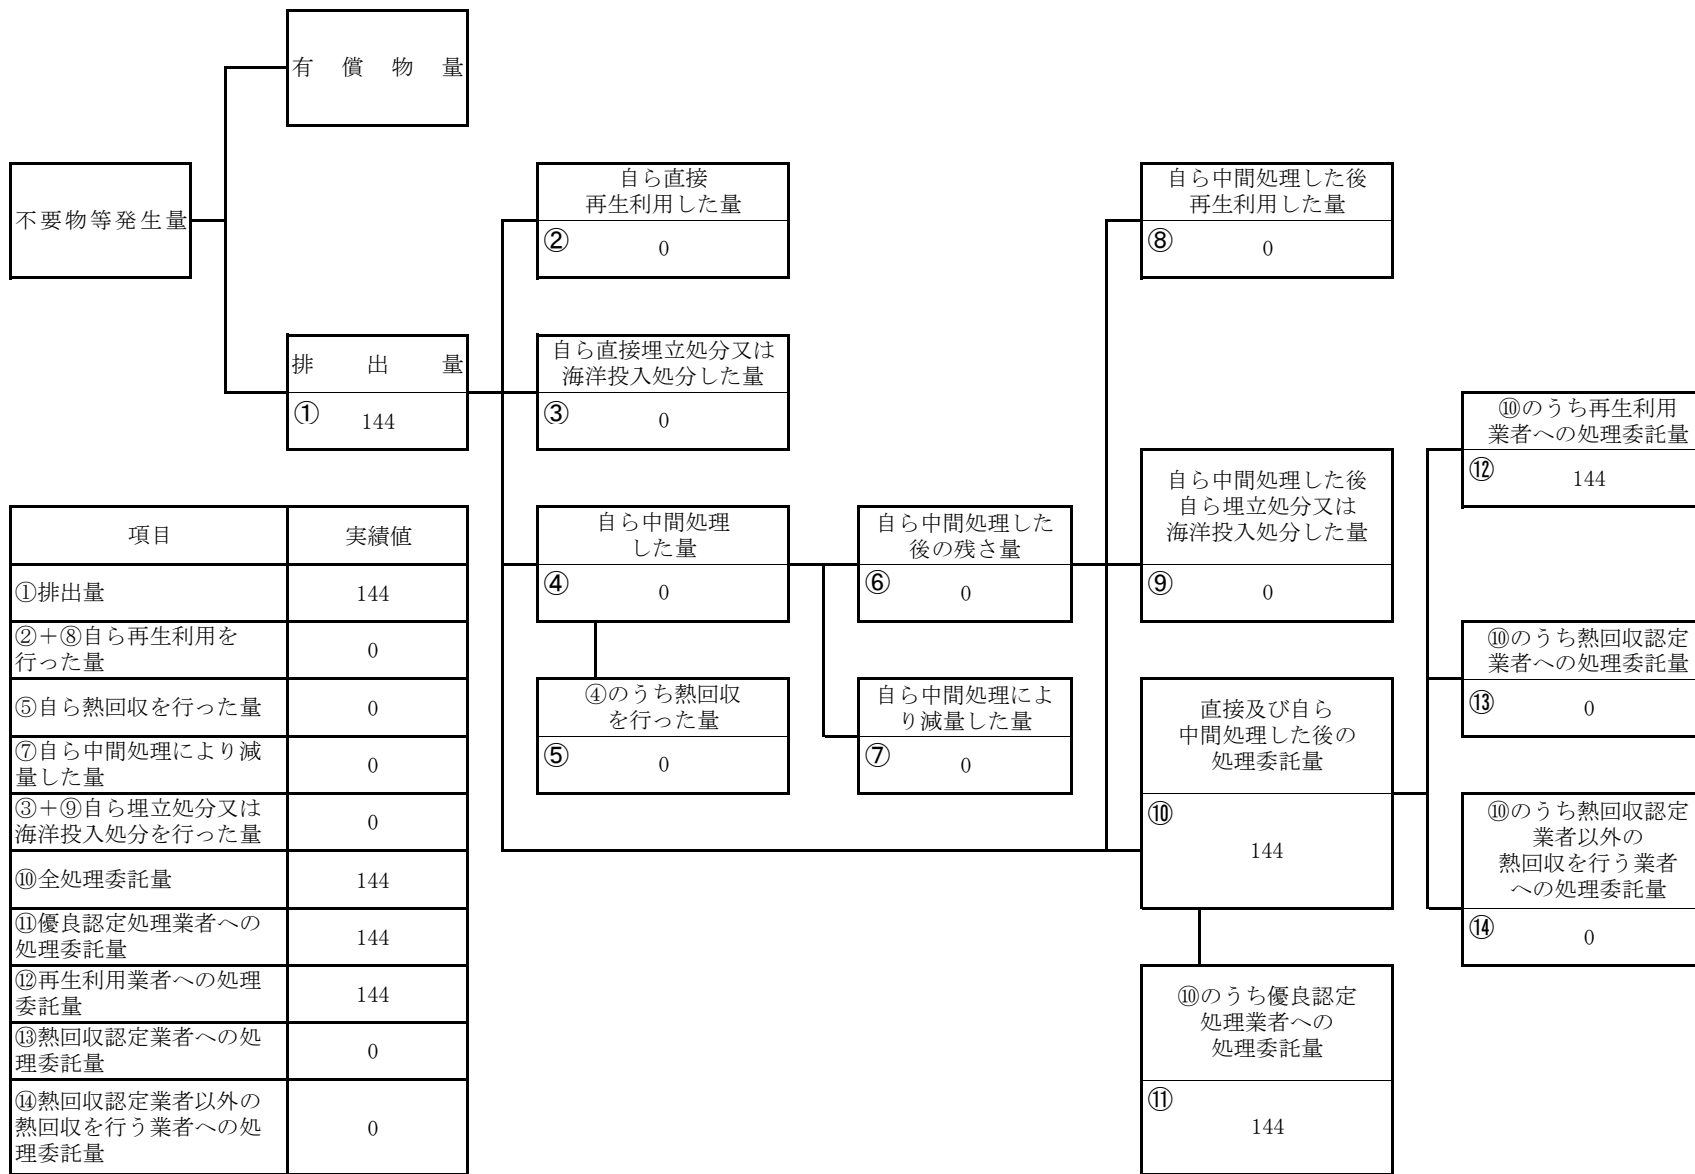 有償物量
不要物等発生量
排出量
①
144
自ら直接
再生利用した量
②
0
自ら直接埋立処分又は
海洋投入処分した量
③
0
自ら中間処理
した量
④
0
④のうち熱回収
を行った量
⑤
0
自ら中間処理した
後の残さ量
⑥
0
自ら中間処理によ
り減量した量
⑦
0
自ら中間処理した後
再生利用した量
⑧
0
自ら中間処理した後
自ら埋立処分又は
海洋投入処分した量
⑨
0
直接及び自ら
中間処理した後の
処理委託量
⑩
144
⑩のうち優良認定
処理業者への
処理委託量
⑪
144
⑩のうち再生利用
業者への処理委託量
⑫
144
⑩のうち熱回収認定
業者への処理委託量
⑬
0
⑩のうち熱回収認定
業者以外の
熱回収を行う業者
への処理委託量
⑭
0
項目 実績値
①排出量 144
②+⑧自ら再生利用を
行った量 0
⑤自ら熱回収を行った量 0
⑦自ら中間処理により減
量した量 0
③+⑨自ら埋立処分又は
海洋投入処分を行った量 0
⑩全処理委託量 144
⑪優良認定処理業者への
処理委託量 144
⑫再生利用業者への処理
委託量 144
⑬熱回収認定業者への処
理委託量 0
⑭熱回収認定業者以外の
熱回収を行う業者への処 0
理委託量